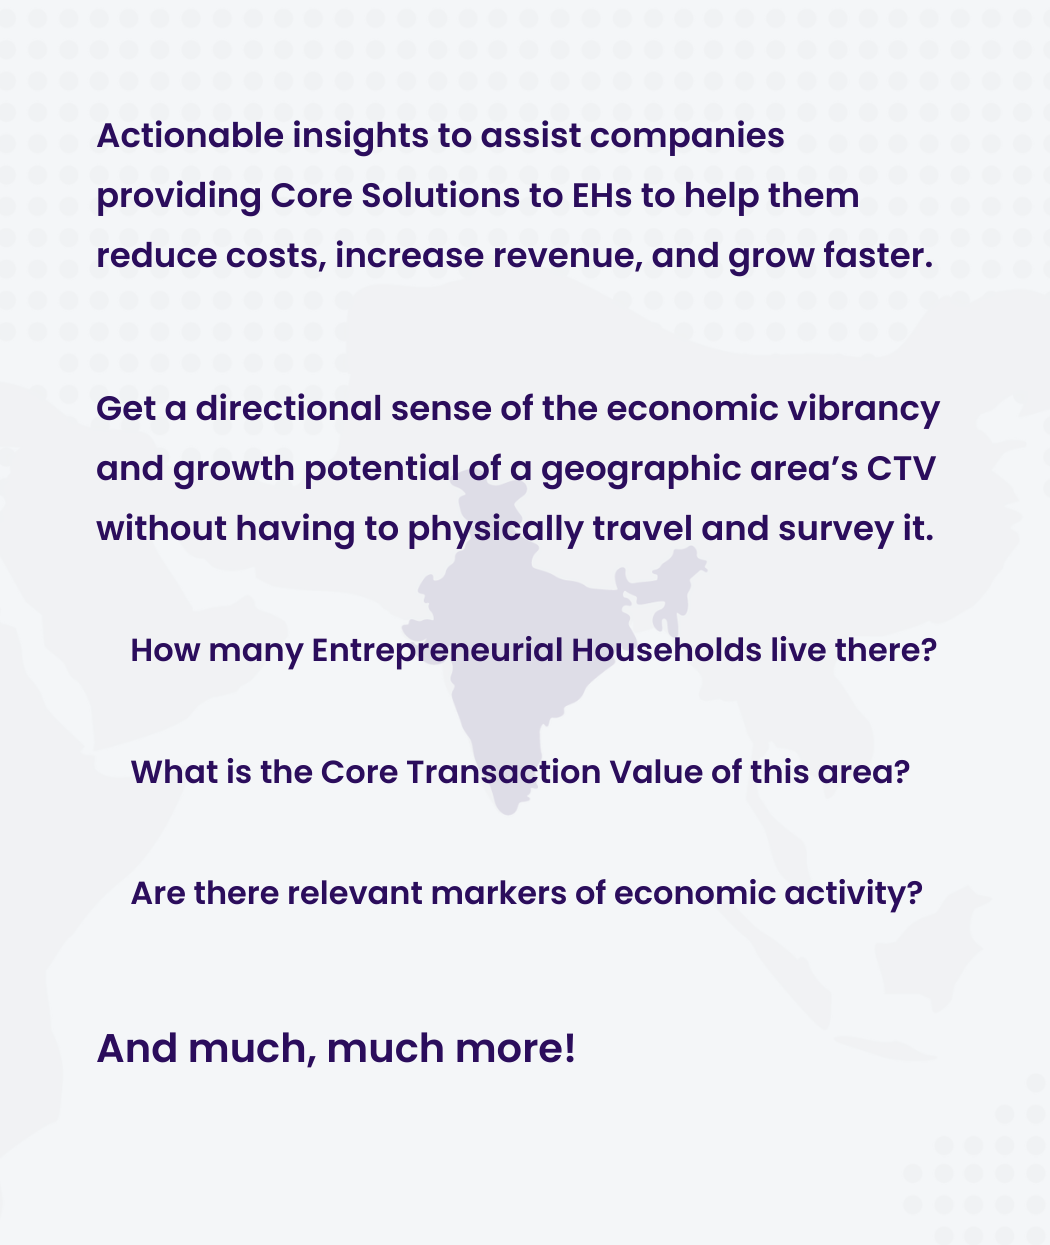 Actionable insights to assist companies
providing Core Solutions to EHs to help them
reduce costs, increase revenue, and grow faster.
Get a directional sense of the economic vibrancy
and growth potential of a geographic area’s CTV
without having to physically travel and survey it.
How many Entrepreneurial Households live there?
What is the Core Transaction Value of this area?
Are there relevant markers of economic activity?
And much, much more!